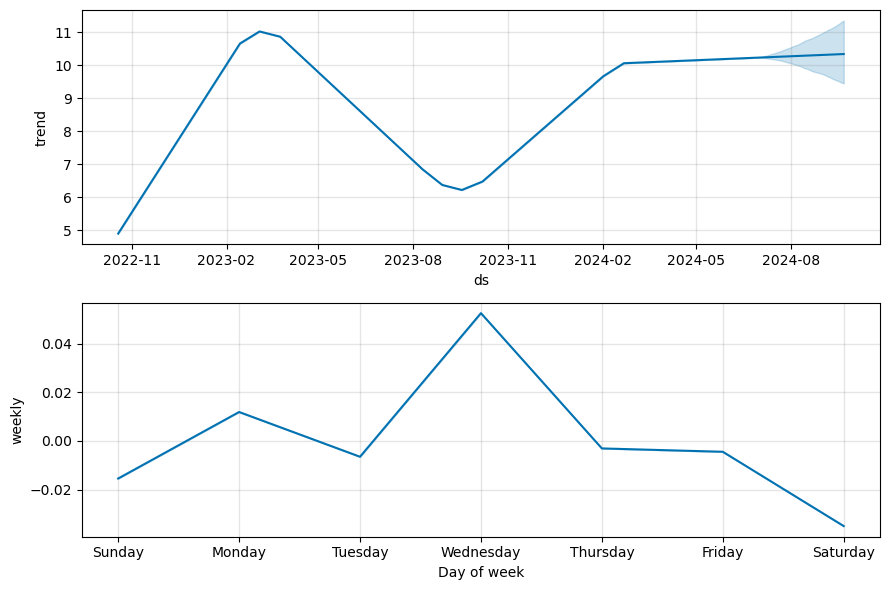 11
10
9
8
7
6
5
trend
2022-11 2023-02 2023-05 2023-08 2023-11 2024-02 2024-05 2024-08
ds
0.04
0.02
0.00
−0.02
weekly
Sunday Monday Tuesday Wednesday Thursday Friday Saturday
Day of week